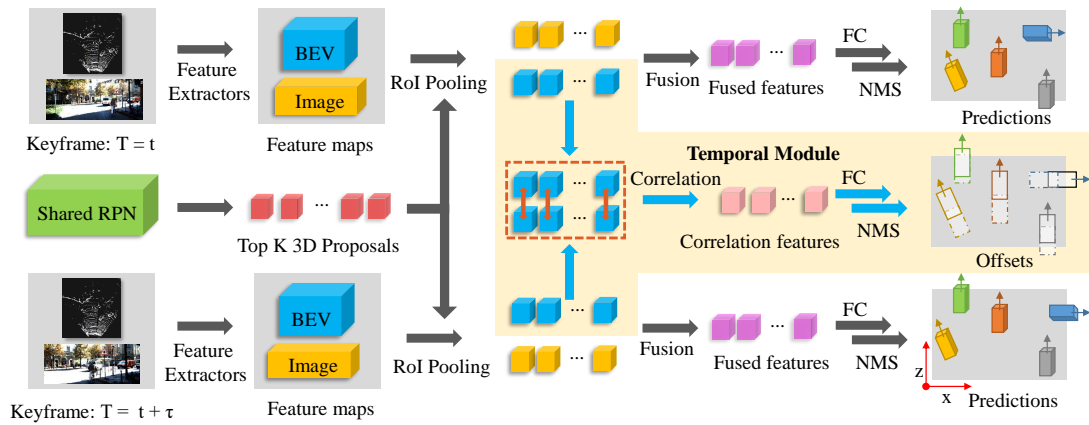 BEV
Image
Feature
Extractors
RoI Pooling
...
...
Fusion
...
Fused features
FC
NMS
Predictions
Keyframe: T = t
Feature maps
Temporal Module
Shared RPN
...
Top K 3D Proposals
...
...
Correlation
...
Correlation features
FC
NMS
Offsets
BEV
Image
Feature
Extractors
RoI Pooling
...
...
Fusion
...
Fused features
FC
NMS
z
x
Predictions
Keyframe: T = t + τ
Feature maps